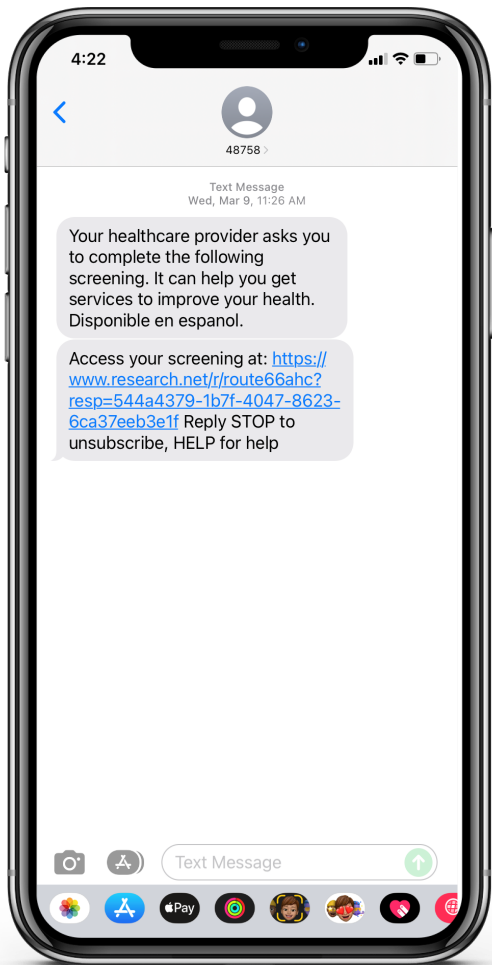 4:22
48758
Text Message
Wed, Mar 9, 11:26 AM
Your healthcare provider asks you
to complete the following
screening. It can help you get
services to improve your health.
Disponible en espanol.
Access your screening at: https://
www.research.net/r/route66ahc?
resp=544a4379-1b7f-4047-8623-
6ca37eeb3e1f Reply STOP to
unsubscribe, HELP for help
Text Message
Pay